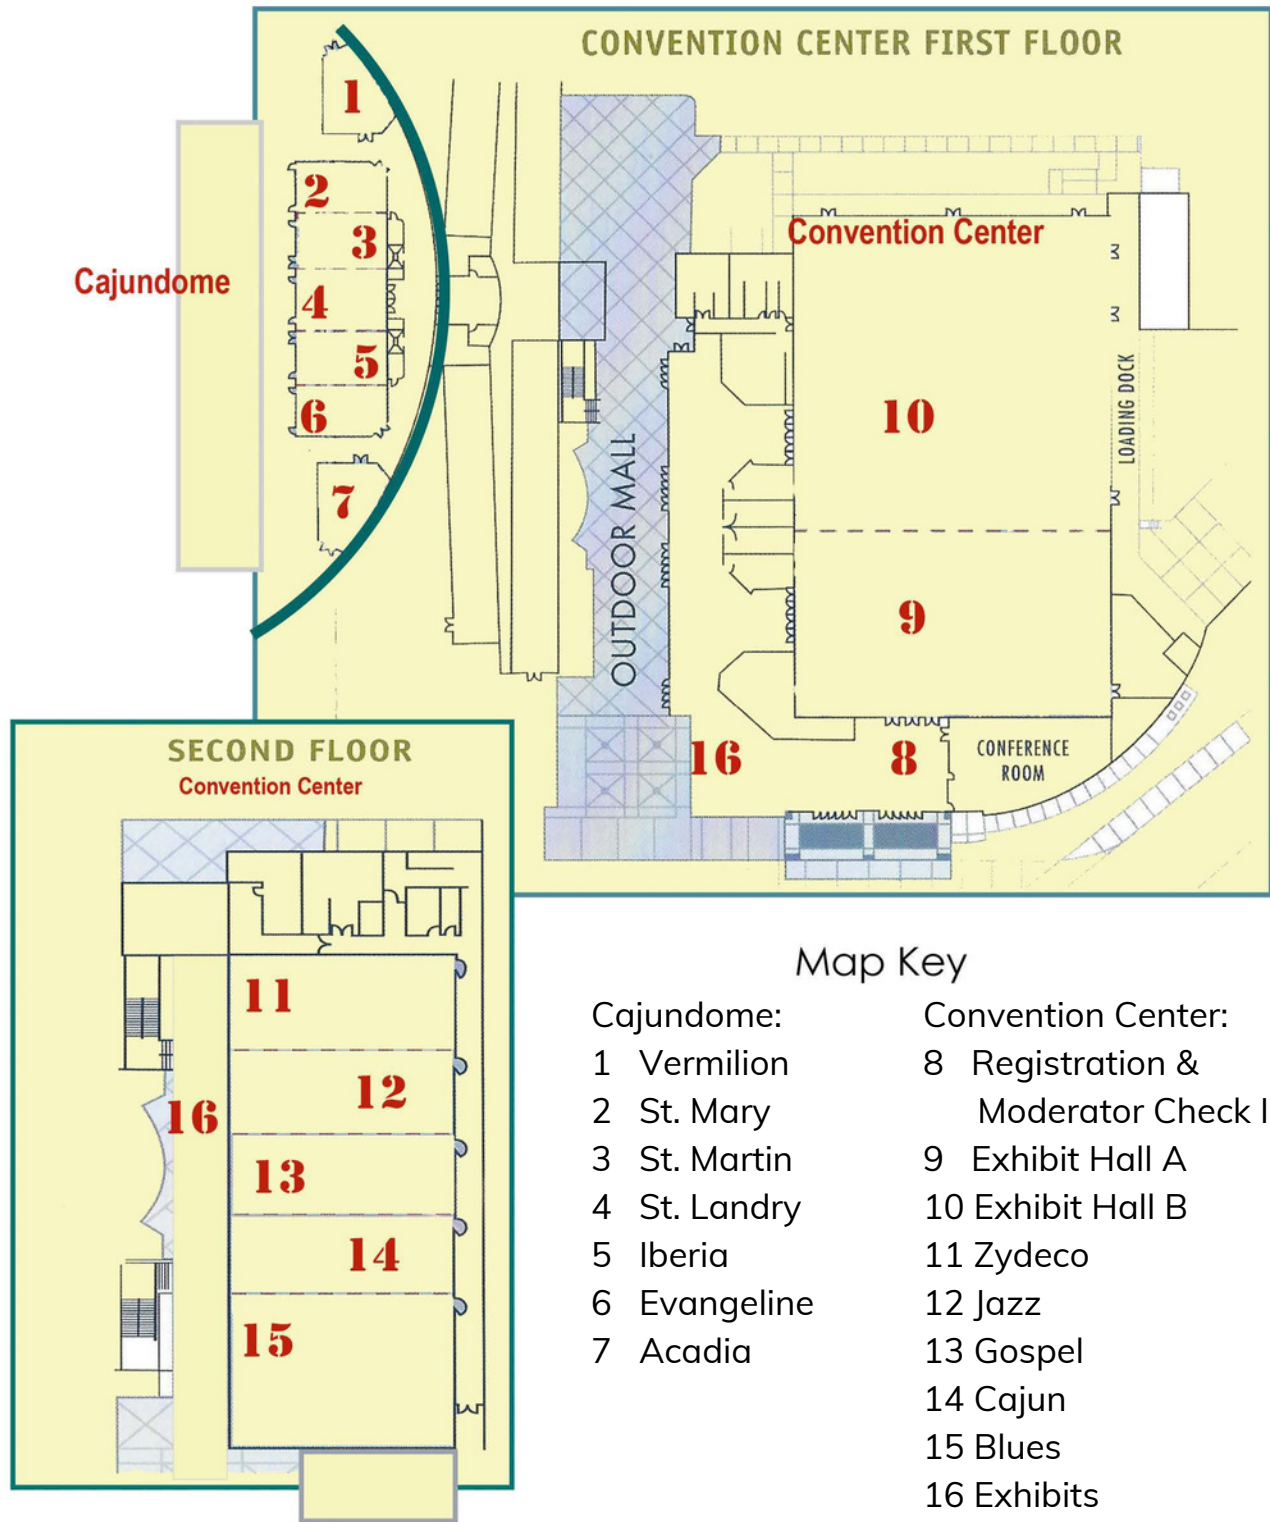 CONVENTION CENTER FIRST FLOOR
1
2
3
Cajundome
4
5
6
7
Convention Center
10
LOADING DOCK
OUTDOOR MALL
9
16
8
CONFERENCE
ROOM
SECOND FLOOR
Convention Center
11
12
16
13
14
15
Map Key
Cajundome:
1 Vermilion
2 St. Mary
3 St. Martin
4 St. Landry
5 Iberia
6 Evangeline
7 Acadia
Convention Center:
8 Registration &
Moderator Check I
9 Exhibit Hall A
10 Exhibit Hall B
11 Zydeco
12 Jazz
13 Gospel
14 Cajun
15 Blues
16 Exhibits